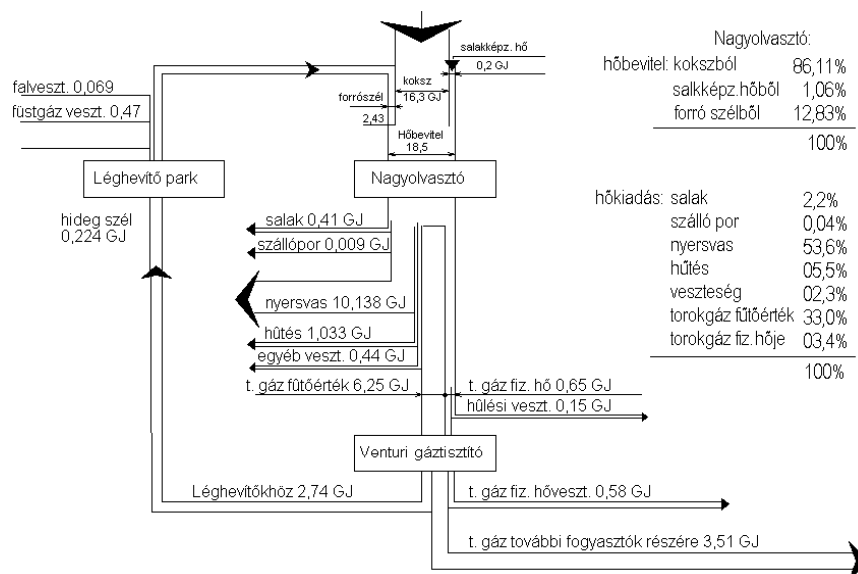 salakképz. hő
0,2 GJ
koksz
16,3 GJ
forrószél
2,43
Hőbevitel
18,5
falveszt. 0,069
füstgáz veszt. 0,47
Léghevítő park
Nagyolvasztó
hideg szél
0,224 GJ
salak 0,41 GJ
szállópor 0,009 GJ
nyersvas 10,138 GJ
hûtés 1,033 GJ
egyéb veszt. 0,44 GJ
t. gáz fûtőérték 6,25 GJ
t. gáz fiz. hő 0,65 GJ
hûlési veszt. 0,15 GJ
Venturi gáztisztító
Léghevítőkhöz 2,74 GJ
t. gáz fiz. hőveszt. 0,58 GJ
t. gáz további fogyasztók részére 3,51 GJ
Nagyolvasztó:
hőbevitel: kokszból 86,11%
salkképz.hőből 1,06%
forró szélből 12,83%
100%
hőkiadás: salak 2,2%
szálló por 0,04%
nyersvas 53,6%
hűtés 05,5%
veszteség 02,3%
torokgáz fűtőérték 33,0%
torokgáz fiz.hője 03,4%
100%